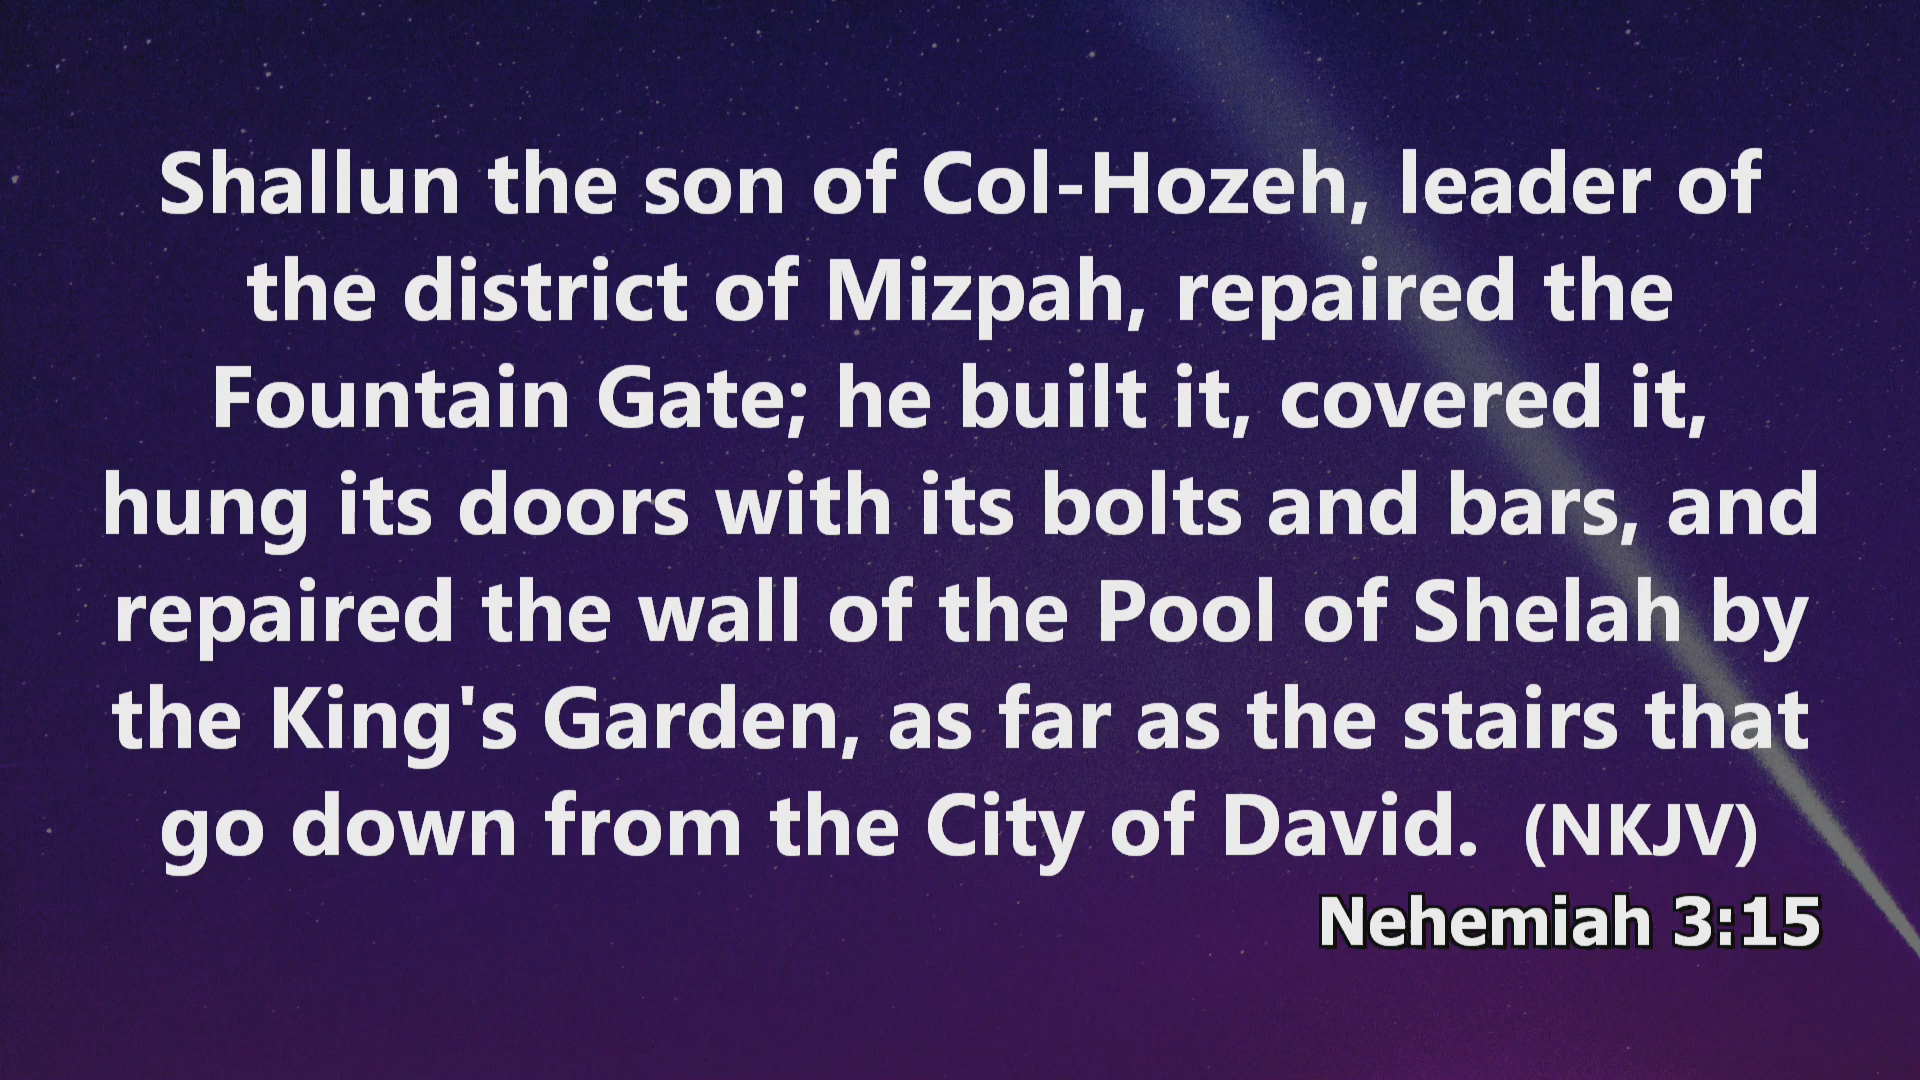 Shallun the son of Col-Hozeh, leader of
the district of Mizpah, repaired the
Fountain Gate; he built it, covered it,
hung its doors with its bolts and bars, and
repaired the wall of the Pool of Shelah by
the King's Garden, as far as the stairs that
go down from the City of David.  (NKJV)
Nehemiah 3:15